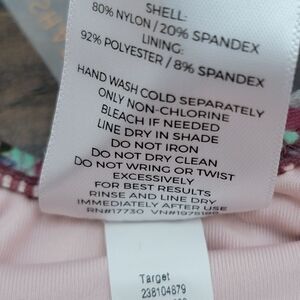 SHELL:
80% NYLON / 20% SPANDEX
LINING:
92% POLYESTER / 8% SPANDEX
HAND WASH COLD SEPARATELY
ONLY NON-CHLORINE
BLEACH IF NEEDED
LINE DRY IN SHADE
DO NOT IRON
DO NOT DRY CLEAN
DO NOT WRING OR TWIST
EXCESSIVELY
FOR BEST RESULTS
RINSE AND LINE DRY
IMMEDIATELY AFTER USE
RN#17730
Target
238104879